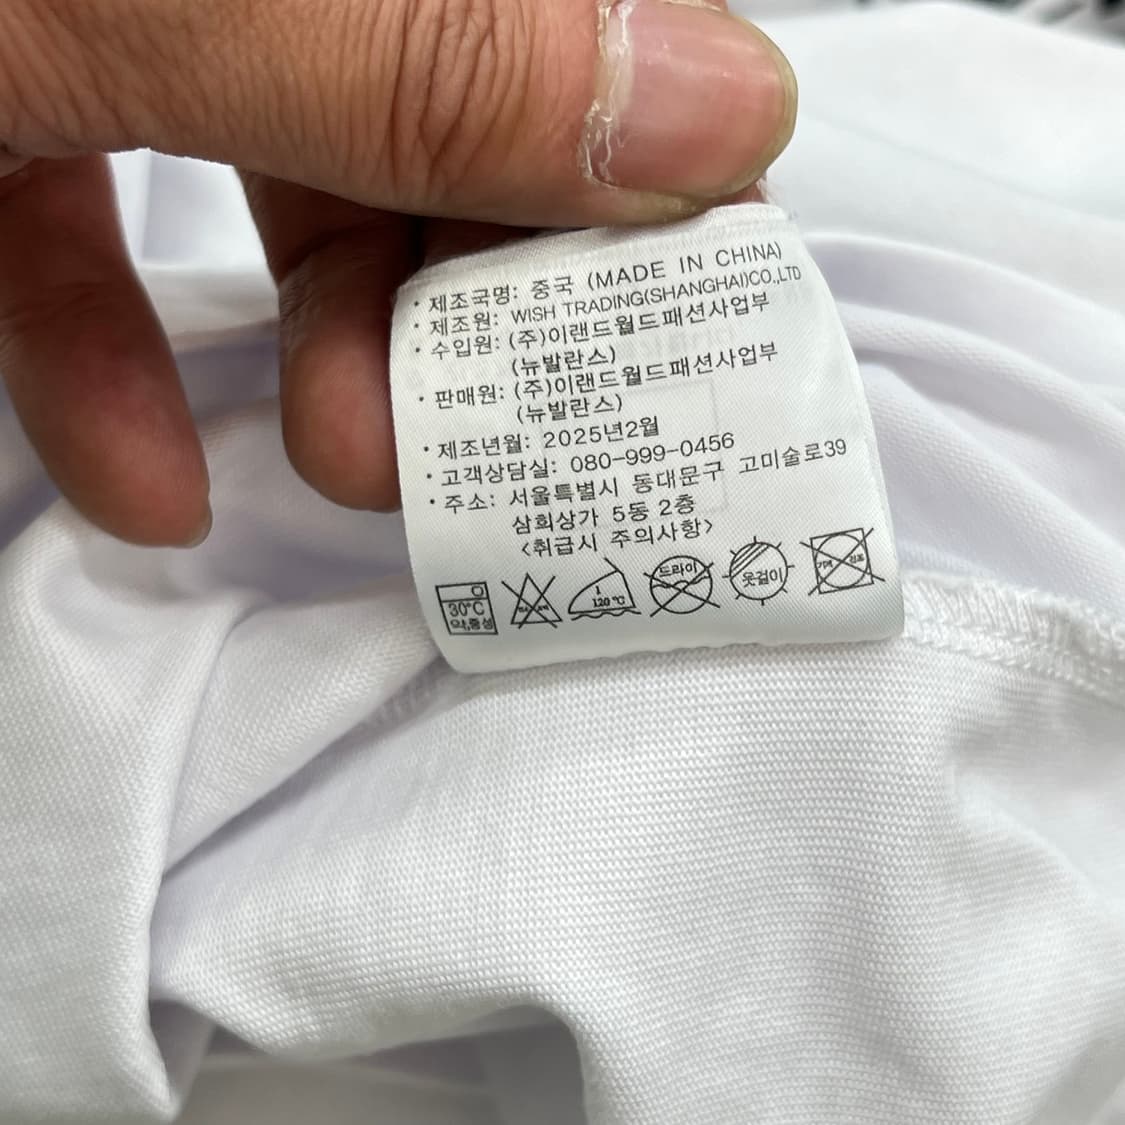 · 제조국명: 중국 (MADE IN CHINA)
· 제조원: WISH TRADING(SHANGHAI)CO.,LTD
· 수입원: (주)이랜드월드패션사업부
(뉴발란스)
· 판매원: (주)이랜드월드패션사업부
(뉴발란스)
· 제조년월: 2025년2월
· 고객상담실: 080-999-0456
· 주소: 서울특별시 동대문구 고미술로39
삼희상가 5동 2층
<취급시 주의사항>
30℃
약,중성
1
120℃
드라이
옷걸이